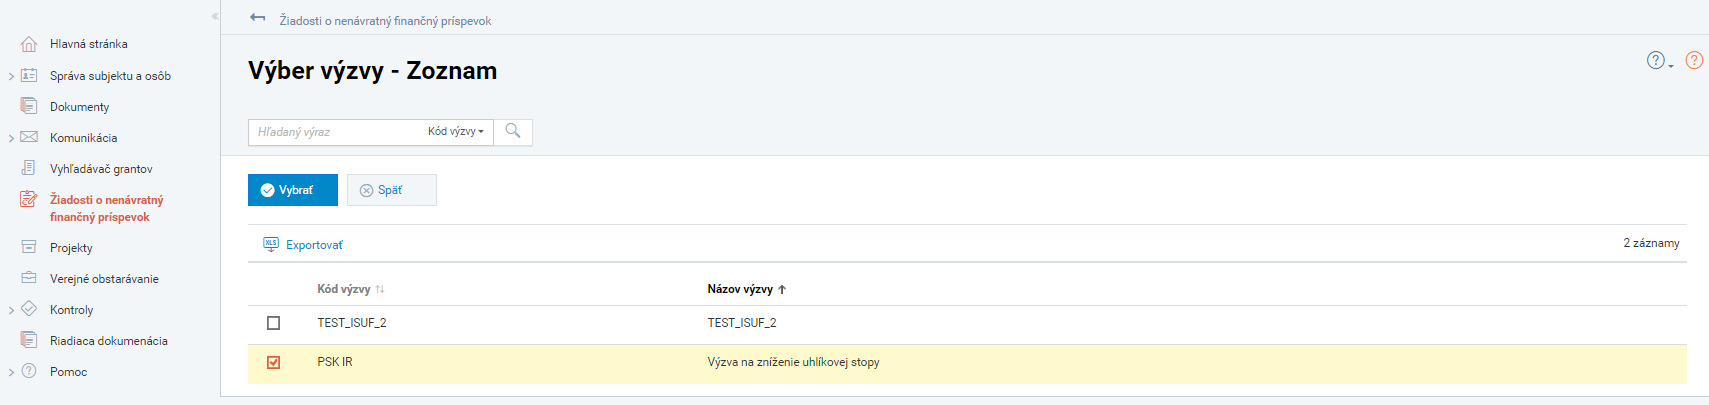 Žiadosti o nenávratný finančný príspevok
Hlavná stránka
Správa subjektu a osôb
Dokumenty
Komunikácia
Vyhľadávač grantov
Žiadosti o nenávratný
finančný príspevok
Projekty
Verejné obstarávanie
Kontroly
Riadiaca dokumenácia
Pomoc
Výber výzvy - Zoznam
Hľadaný výraz Kód výzvy
Vybrať Späť
XLS Exportovať 2 záznamy
Kód výzvy Názov výzvy
TEST_ISUF_2 TEST_ISUF_2
PSK IR Výzva na zníženie uhlíkovej stopy